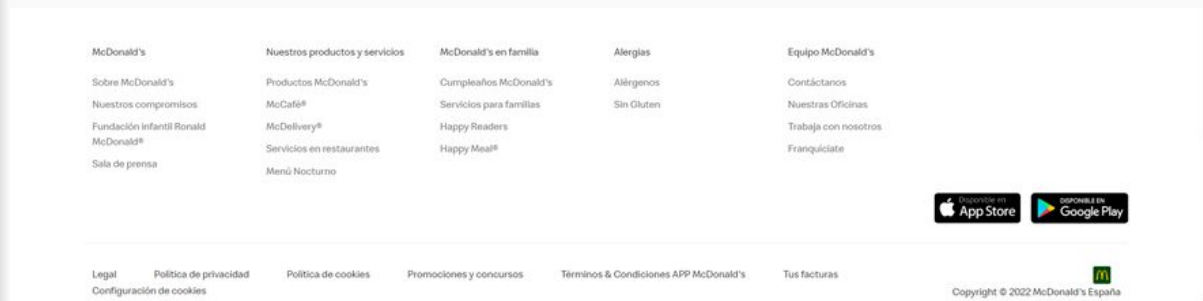 McDonald's
Sobre McDonald's
Nuestros compromisos
Fundación infantil Ronald
McDonald®
Sala de prensa
Nuestros productos y servicios
Productos McDonald's
McCafé®
McDelivery®
Servicios en restaurantes
Menú Nocturno
McDonald's en familia
Cumpleaños McDonald's
Servicios para familias
Happy Readers
Happy Meal®
Alergias
Alérgenos
Sin Gluten
Equipo McDonald's
Contáctanos
Nuestras Oficinas
Trabaja con nosotros
Franquíciate
Disponible en
App Store
DISPONIBLE EN
Google Play
Legal Política de privacidad Política de cookies Promociones y concursos Términos & Condiciones APP McDonald's Tus facturas
Configuración de cookies
Copyright © 2022 McDonald's España